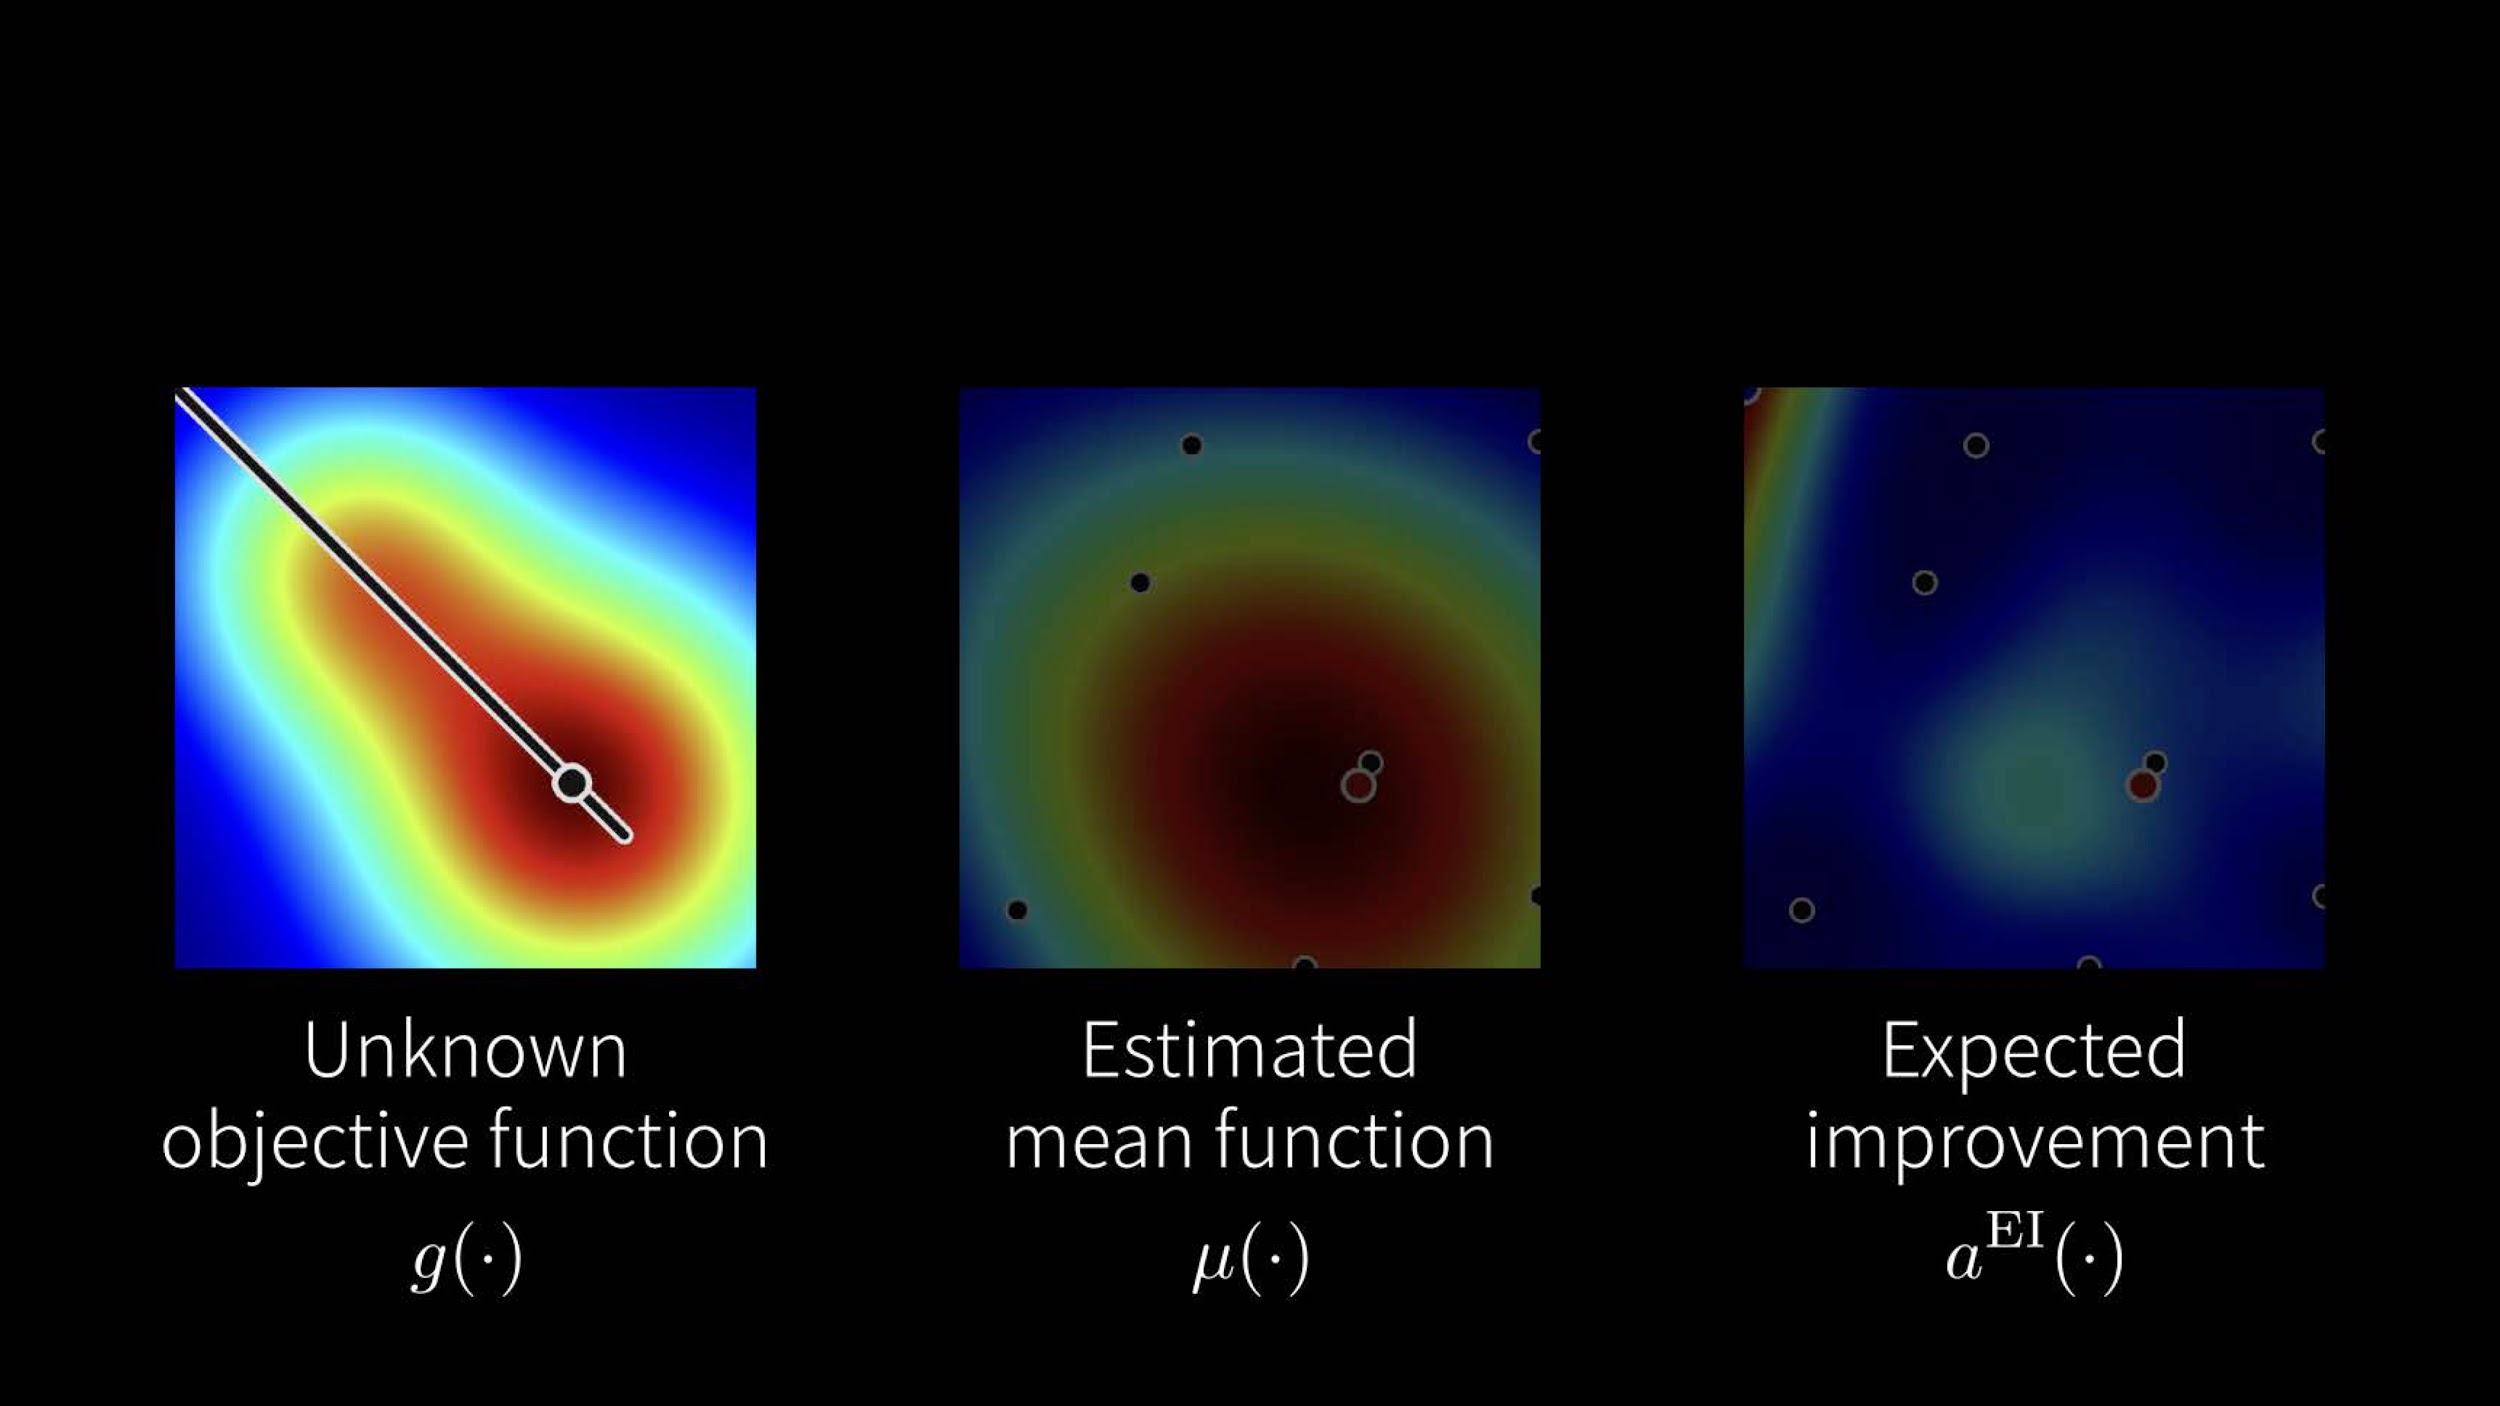 Unknown
objective function
g(·)
Estimated
mean function
μ(·)
Expected
improvement
a^EI(·)